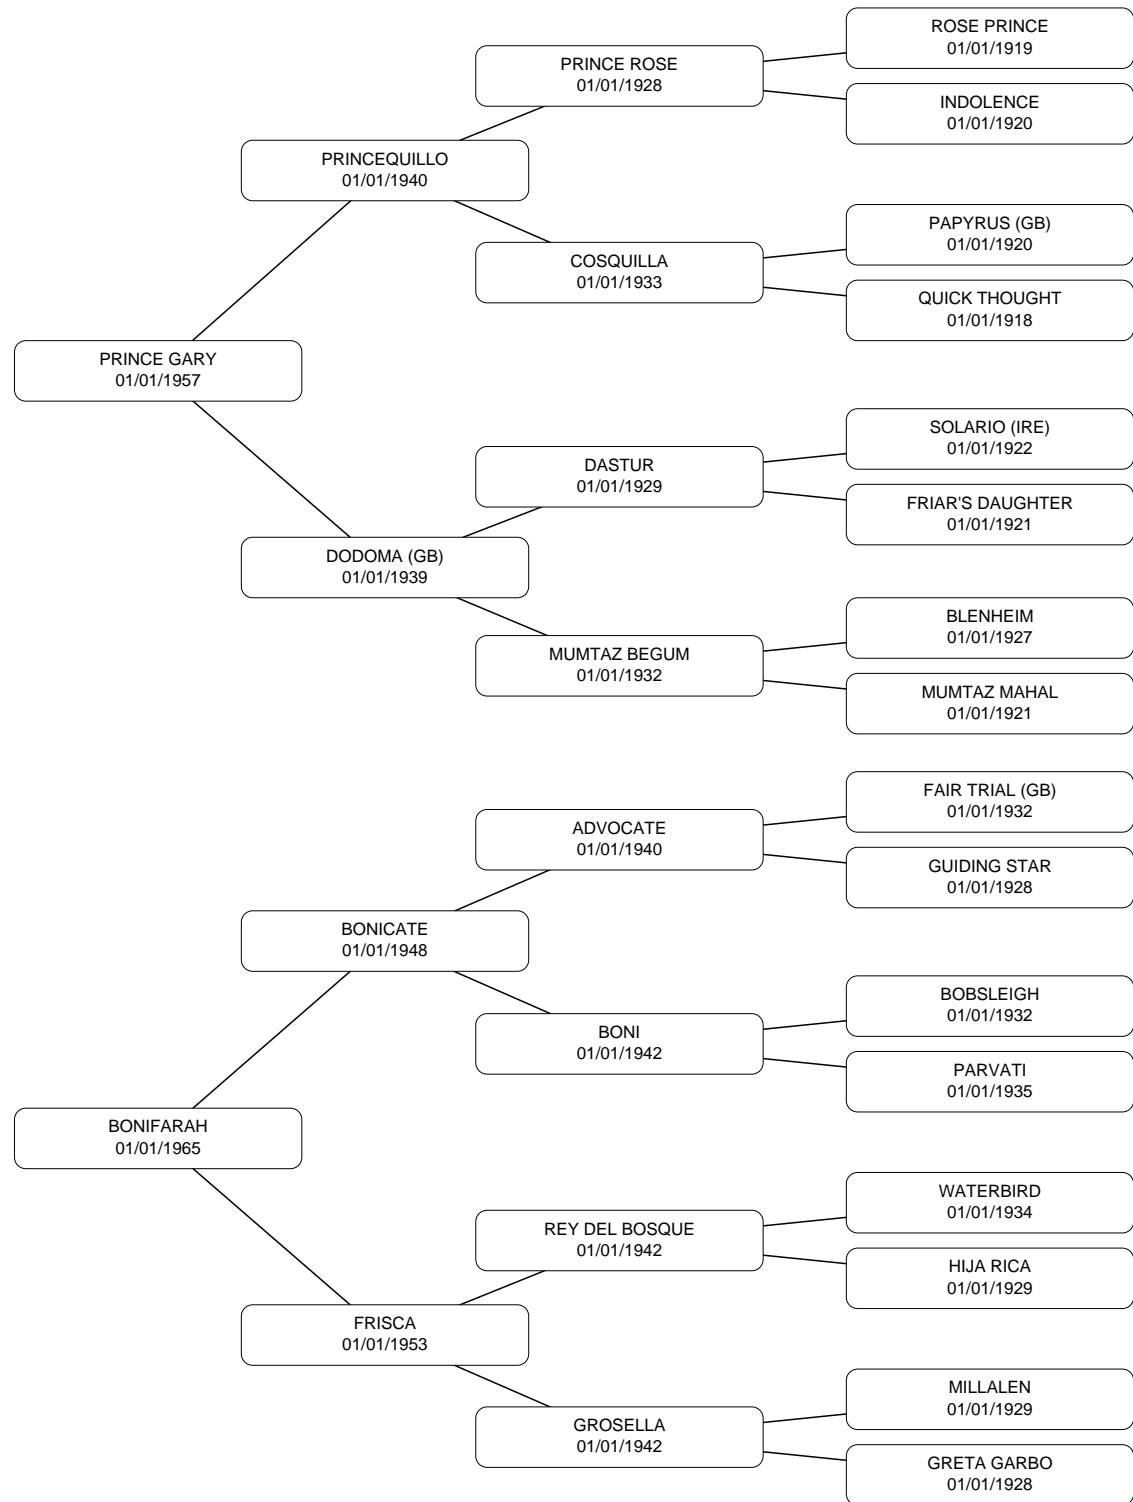 ROSE PRINCE
01/01/1919
PRINCE ROSE
01/01/1928
INDOLENCE
01/01/1920
PRINCEQUILLO
01/01/1940
PAPYRUS (GB)
01/01/1920
COSQUILLA
01/01/1933
QUICK THOUGHT
01/01/1918
PRINCE GARY
01/01/1957
SOLARIO (IRE)
01/01/1922
DASTUR
01/01/1929
FRIAR'S DAUGHTER
01/01/1921
DODOMA (GB)
01/01/1939
BLENHEIM
01/01/1927
MUMTAZ BEGUM
01/01/1932
MUMTAZ MAHAL
01/01/1921
FAIR TRIAL (GB)
01/01/1932
ADVOCATE
01/01/1940
GUIDING STAR
01/01/1928
BONICATE
01/01/1948
BOBSLEIGH
01/01/1932
BONI
01/01/1942
PARVATI
01/01/1935
BONIFARAH
01/01/1965
WATERBIRD
01/01/1934
REY DEL BOSQUE
01/01/1942
HIJA RICA
01/01/1929
FRISCA
01/01/1953
MILLALEN
01/01/1929
GROSELLA
01/01/1942
GRETA GARBO
01/01/1928